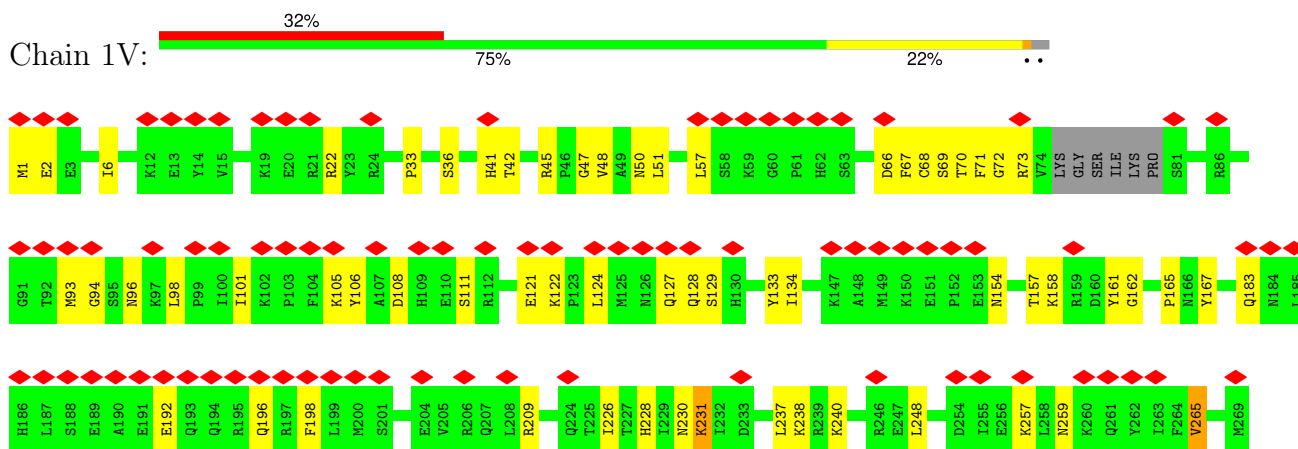 32%
Chain 1V:
75%
22%
M1 E2 E3 I6 K12 E13 Y14 V15 K19 E20 R21 R22 Y23 R24 P33 S36 H41 T42 R45 P46 G47 V48 A49 N50 L51 L57 S58 K59 G60 P61 H62 S63 D66 F67 C68 S69 T70 F71 G72 R73 V74 LYS GLY SER ILE LYS PRO S81 R86
G91 T92 M93 G94 S95 N96 K97 L98 P99 I100 I101 K102 P103 F104 K105 Y106 A107 D108 H109 E110 S111 R112 E121 K122 P123 L124 M125 N126 Q127 Q128 S129 H130 Y133 I134 K147 A148 M149 K150 E151 P152 E153 N154 T157 K158 R159 D160 Y161 G162 P165 N166 Y167 Q183 N184 L185
H186 L187 S188 E189 A190 E191 E192 Q193 Q194 R195 Q196 R197 F198 L199 M200 S201 E204 V205 R206 Q207 L208 R209 Q224 T225 I226 T227 H228 I229 N230 K231 I232 D233 L237 K238 R239 K240 R246 E247 L248 D254 I255 E256 K257 L258 N259 K260 Q261 Y262 I263 F264 V265 M269